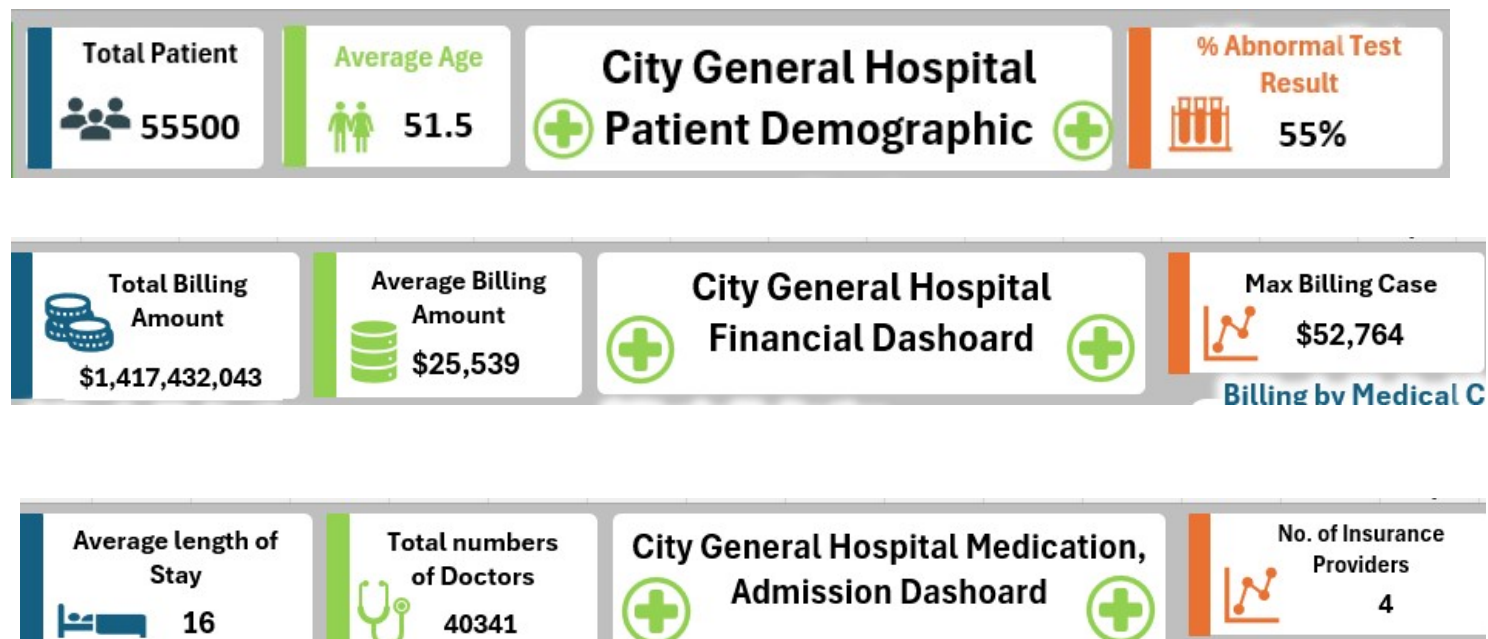 Total Patient
55500
Average Age
51.5
City General Hospital
Patient Demographic
% Abnormal Test
Result
55%
Total Billing
Amount
$1,417,432,043
Average Billing
Amount
$25,539
City General Hospital
Financial Dashoard
Max Billing Case
$52,764
Billing by Medical C
Average length of
Stay
16
Total numbers
of Doctors
40341
City General Hospital Medication,
Admission Dashoard
No. of Insurance
Providers
4